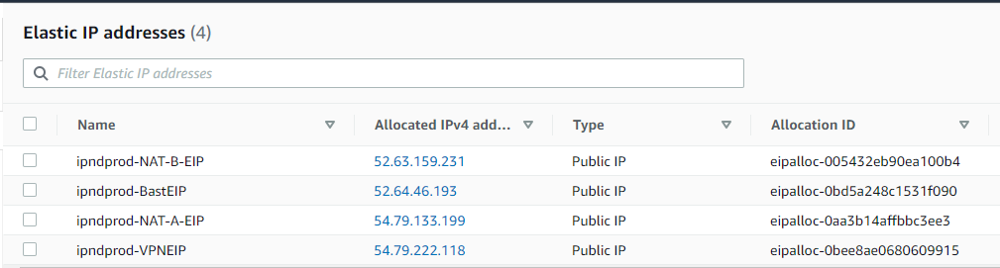 Elastic IP addresses (4)
Filter Elastic IP addresses
Name Allocated IPv4 add... Type Allocation ID
ipndprod-NAT-B-EIP 52.63.159.231 Public IP eipalloc-005432eb90ea100b4
ipndprod-BastEIP 52.64.46.193 Public IP eipalloc-0bd5a248c1531f090
ipndprod-NAT-A-EIP 54.79.133.199 Public IP eipalloc-0aa3b14affbbc3ee3
ipndprod-VPNEIP 54.79.222.118 Public IP eipalloc-0bee8ae0680609915